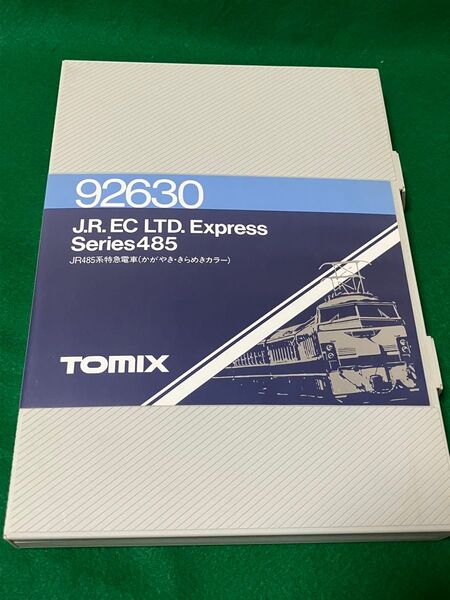 92630
J.R. EC LTD. Express
Series485
JR485系特急電車(かがやき・きらめきカラー)
TOMIX